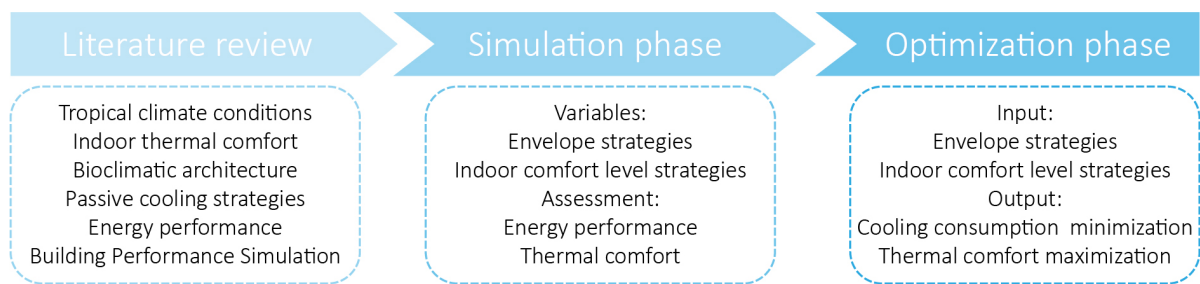 Literature review
Simulation phase
Optimization phase
Tropical climate conditions
Indoor thermal comfort
Bioclimatic architecture
Passive cooling strategies
Energy performance
Building Performance Simulation
Variables:
Envelope strategies
Indoor comfort level strategies
Assessment:
Energy performance
Thermal comfort
Input:
Envelope strategies
Indoor comfort level strategies
Output:
Cooling consumption minimization
Thermal comfort maximization